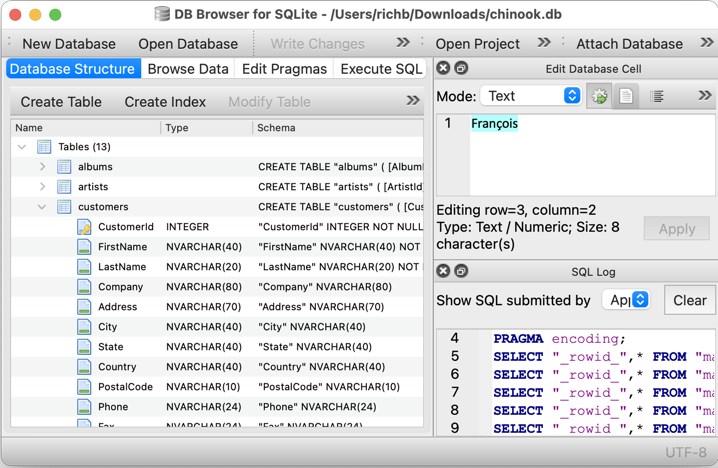 DB Browser for SQLite - /Users/richb/Downloads/chinook.db
New Database Open Database Write Changes » Open Project » Attach Database »
Database Structure Browse Data Edit Pragmas Execute SQL
Create Table Create Index Modify Table »
Name Type Schema
Tables (13)
albums CREATE TABLE "albums" ( [Album
artists CREATE TABLE "artists" ( [ArtistId]
customers CREATE TABLE "customers" ( [Cus
CustomerId INTEGER "CustomerId" INTEGER NOT NULL
FirstName NVARCHAR(40) "FirstName" NVARCHAR(40) NOT
LastName NVARCHAR(20) "LastName" NVARCHAR(20) NOT
Company NVARCHAR(80) "Company" NVARCHAR(80)
Address NVARCHAR(70) "Address" NVARCHAR(70)
City NVARCHAR(40) "City" NVARCHAR(40)
State NVARCHAR(40) "State" NVARCHAR(40)
Country NVARCHAR(40) "Country" NVARCHAR(40)
PostalCode NVARCHAR(10) "PostalCode" NVARCHAR(10)
Phone NVARCHAR(24) "Phone" NVARCHAR(24)
Fax NVARCHAR(24) "Fax" NVARCHAR(24)
Edit Database Cell
Mode: Text »
1 François
Editing row=3, column=2
Type: Text / Numeric; Size: 8
character(s)
Apply
SQL Log
Show SQL submitted by App Clear
4 PRAGMA encoding;
5 SELECT "_rowid_",* FROM "ma
6 SELECT "_rowid_",* FROM "ma
7 SELECT "_rowid_",* FROM "ma
8 SELECT "_rowid_",* FROM "ma
9 SELECT "_rowid_",* FROM "ma
UTF-8